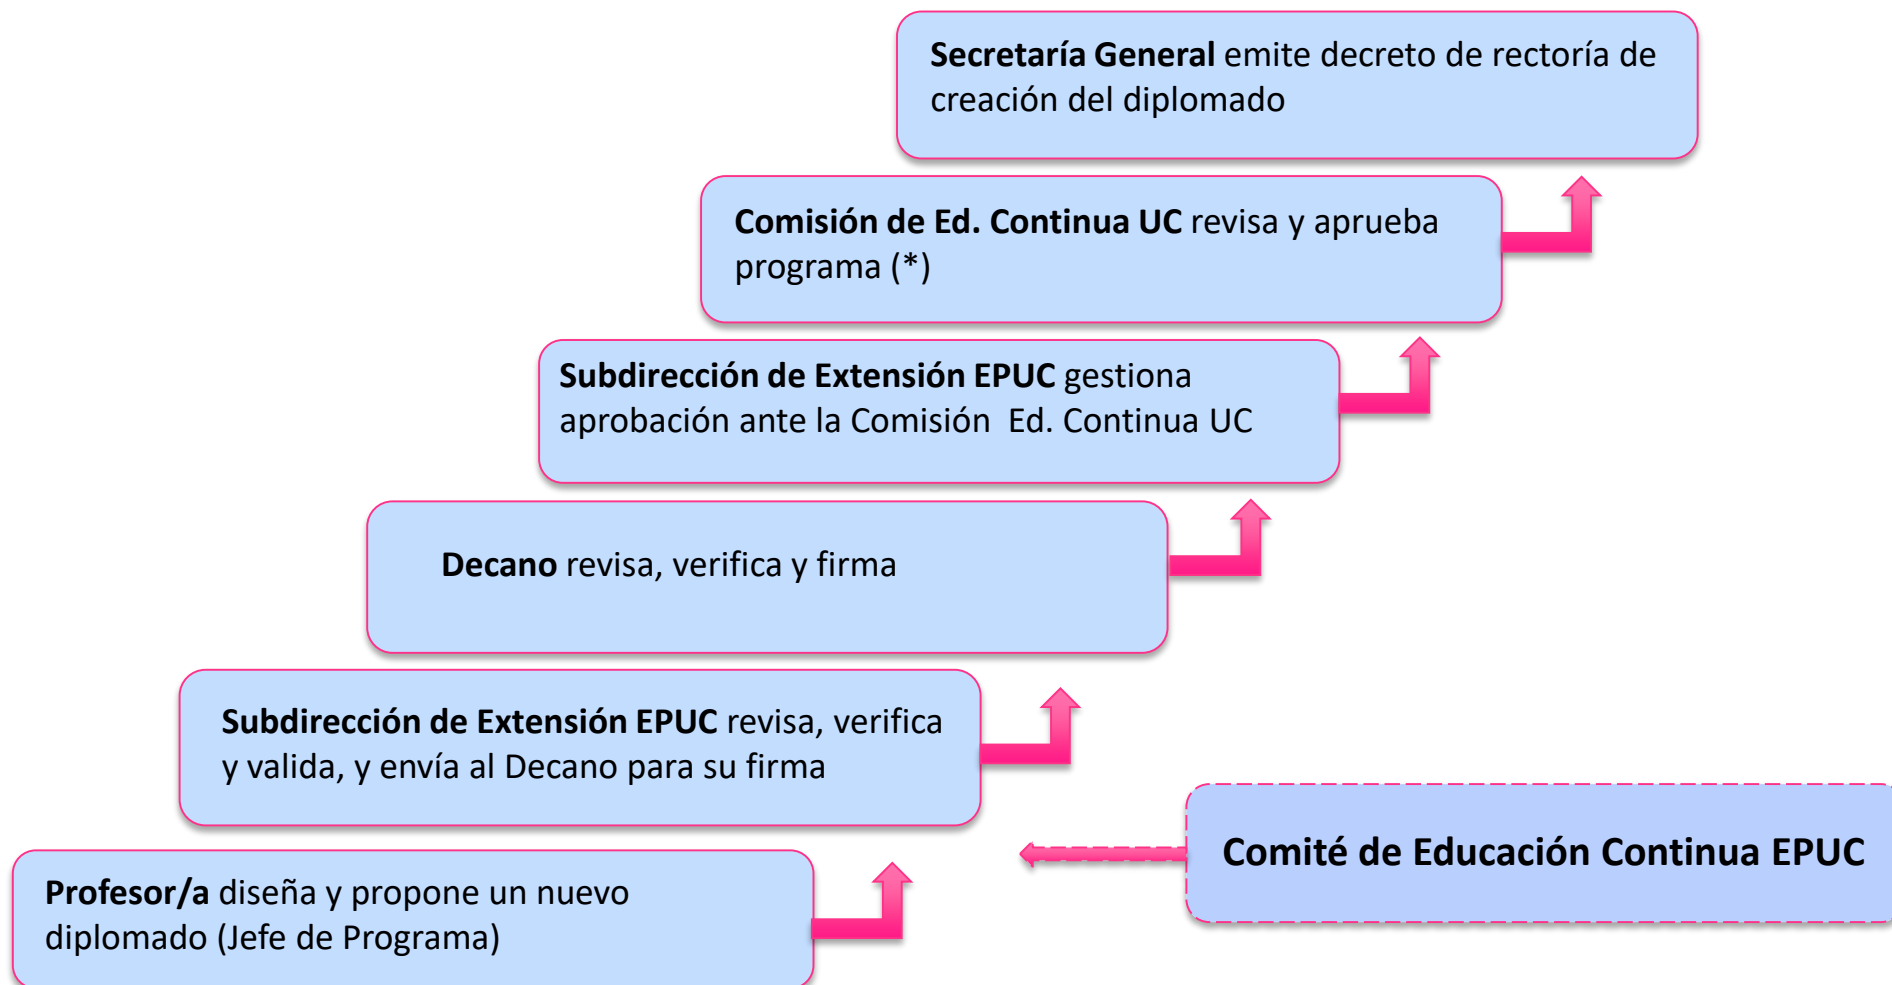 Secretaría General emite decreto de rectoría de
creación del diplomado
Comisión de Ed. Continua UC revisa y aprueba
programa (*)
Subdirección de Extensión EPUC gestiona
aprobación ante la Comisión  Ed. Continua UC
Decano revisa, verifica y firma
Subdirección de Extensión EPUC revisa, verifica
y valida, y envía al Decano para su firma
Comité de Educación Continua EPUC
Profesor/a diseña y propone un nuevo
diplomado (Jefe de Programa)